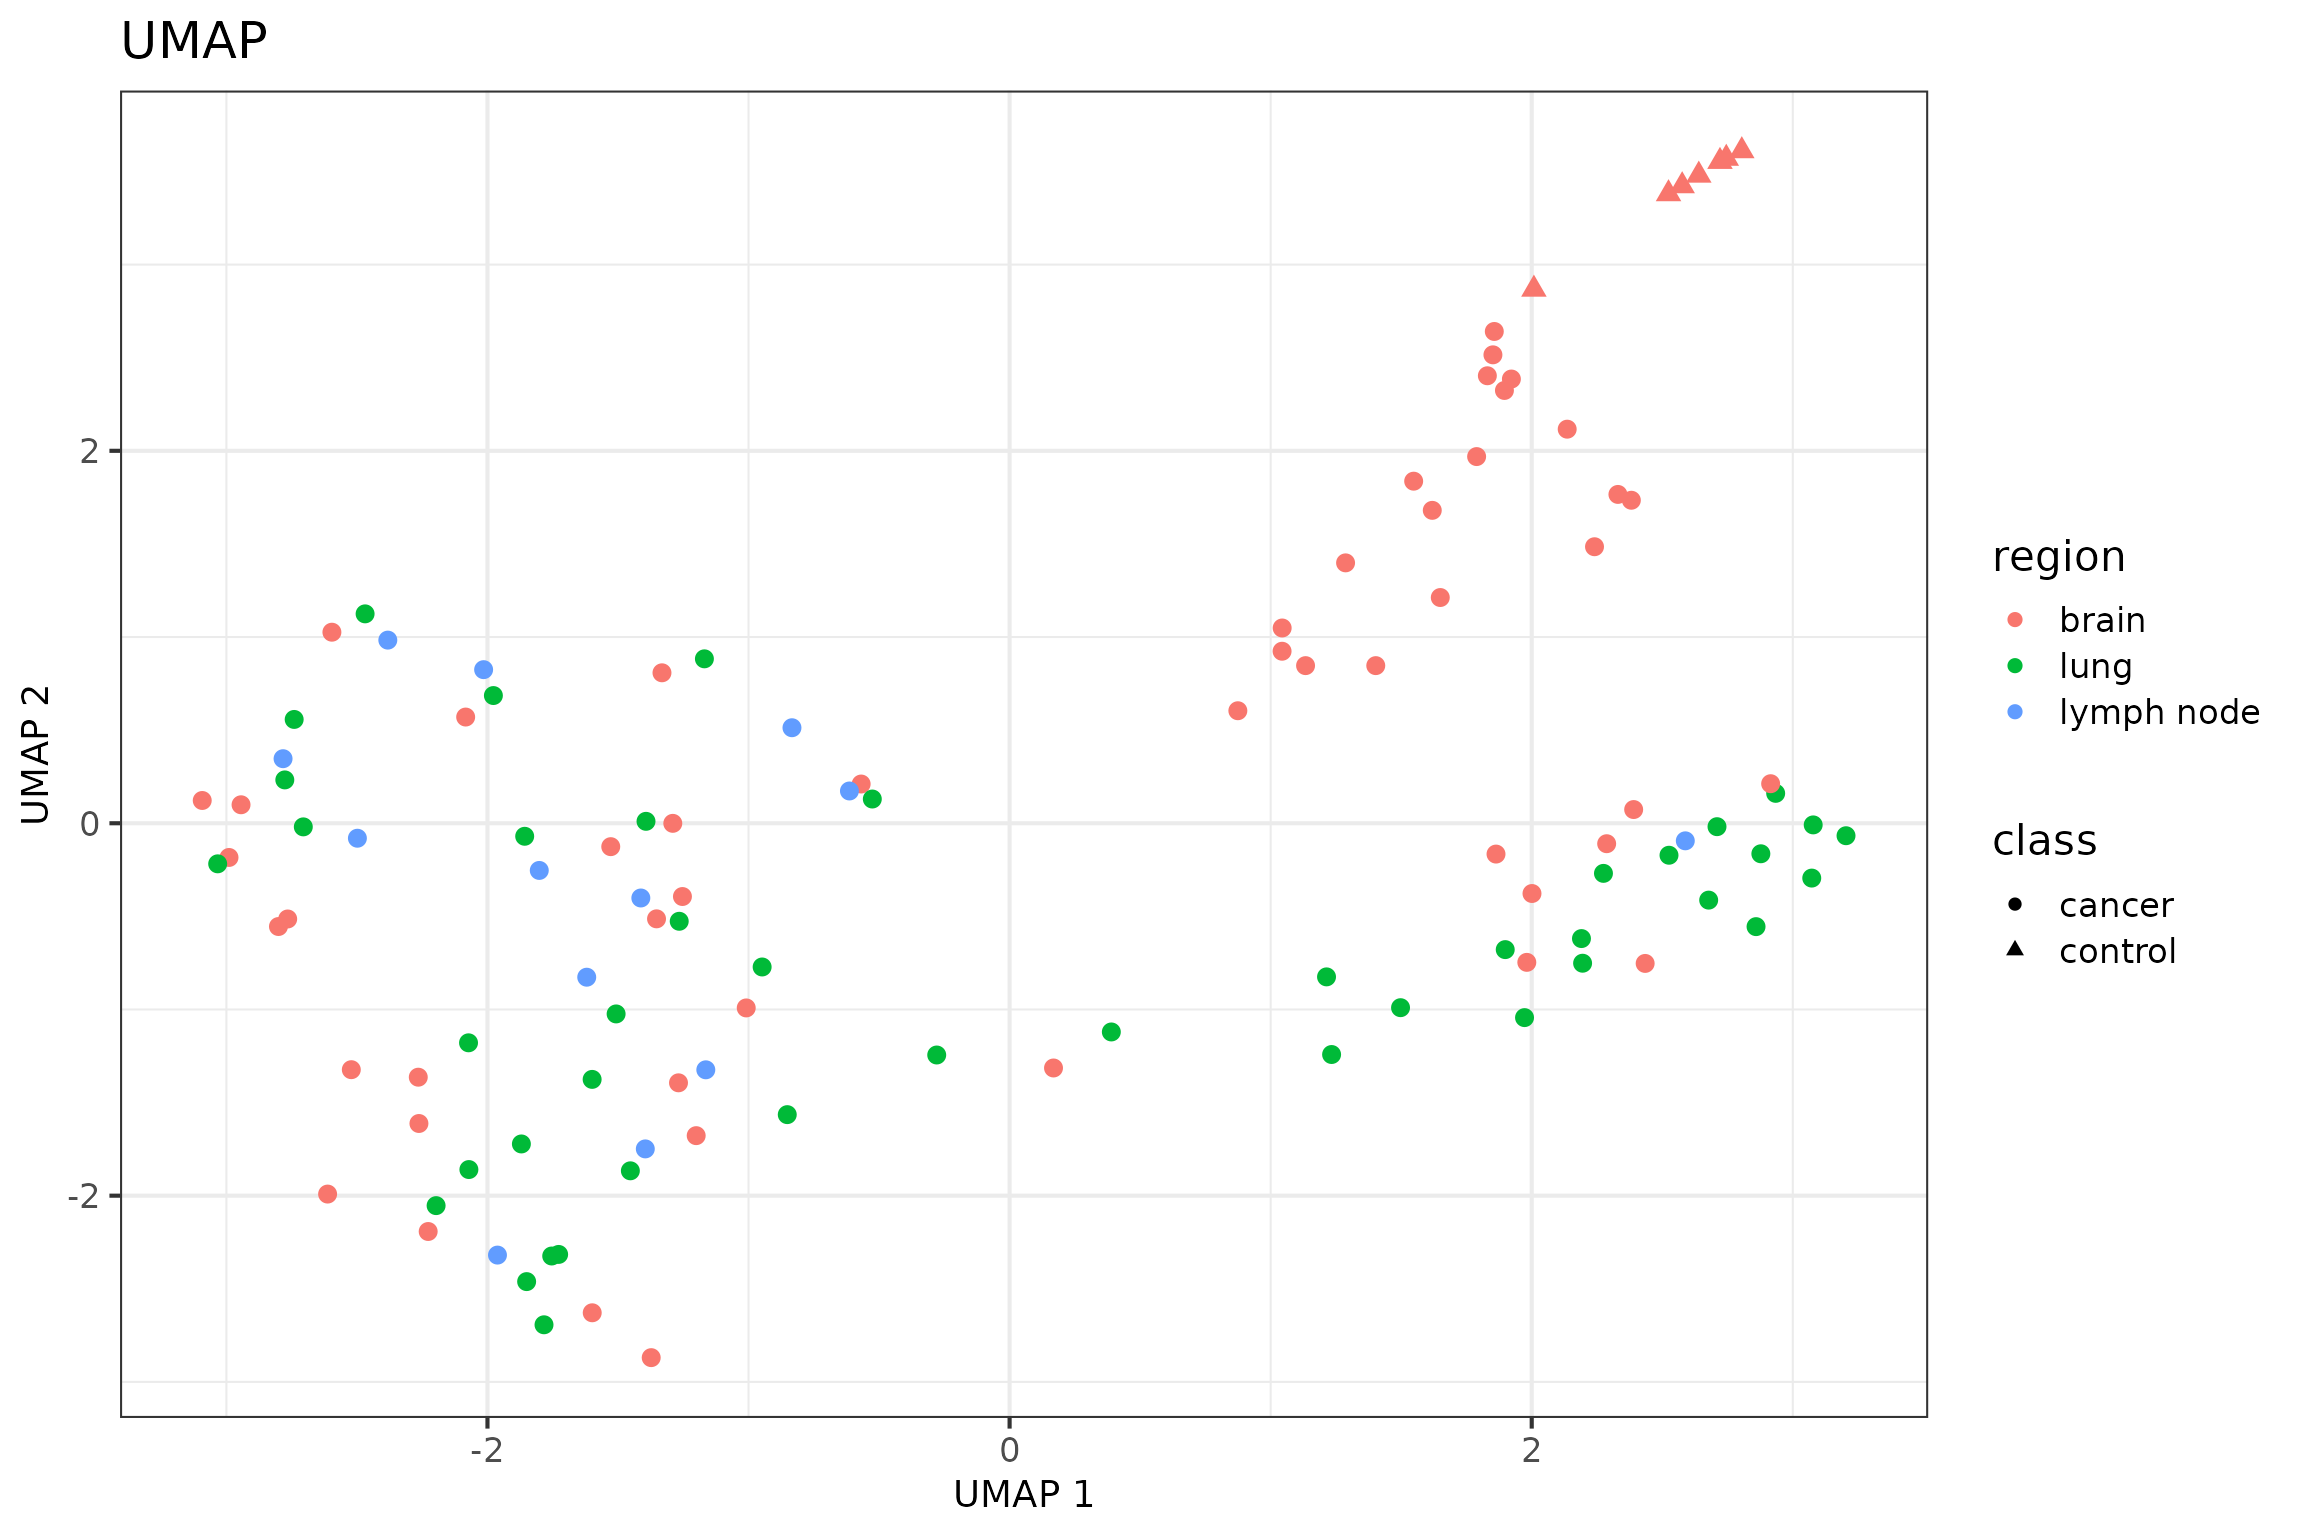 UMAP
2
0
-2
UMAP 2
-2
0
2
UMAP 1
region
brain
lung
lymph node
class
cancer
control